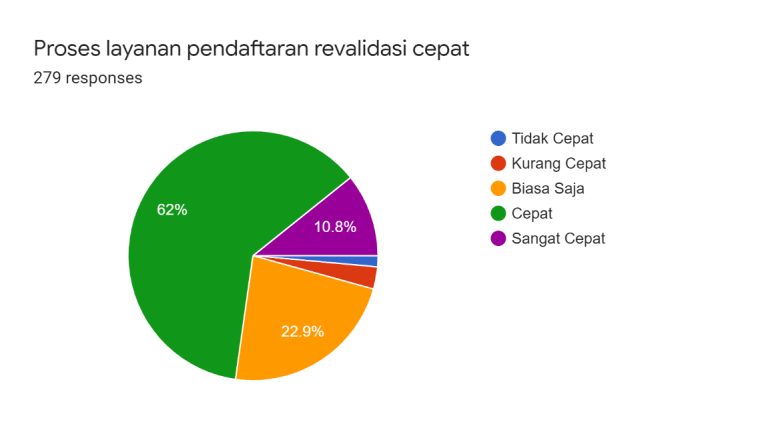 Proses layanan pendaftaran revalidasi cepat
279 responses
Tidak Cepat
Kurang Cepat
Biasa Saja
Cepat
Sangat Cepat
62%
10.8%
22.9%